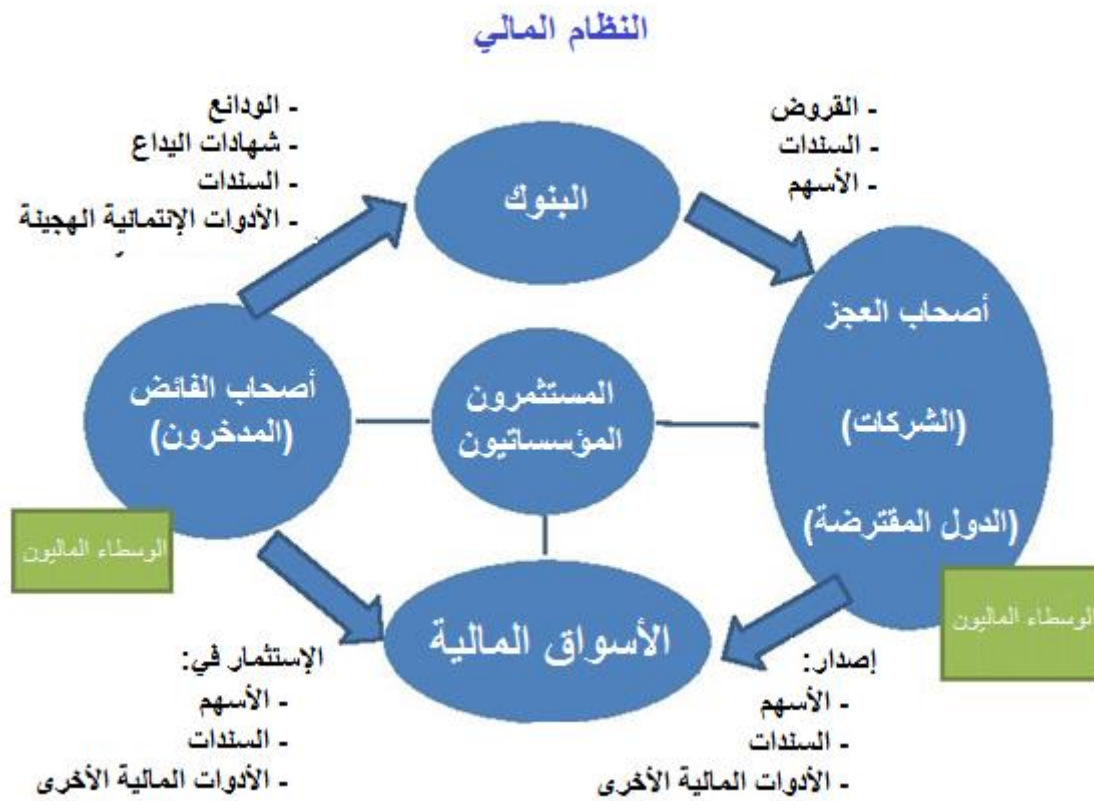 النظام المالي
- القروض
- السندات
- الأسهم
- الودائع
- شهادات اليداع
- السندات
- الأدوات الإئتمانية الهجينة
البنوك
أصحاب العجز
(الشركات)
(الدول المقترضة)
المستثمرون
المؤسساتيون
أصحاب الفائض
(المدخرون)
الوسطاء الماليون
الوسطاء الماليون
الأسواق المالية
إصدار:
- الأسهم
- السندات
- الأدوات المالية الأخرى
الإستثمار في:
- الأسهم
- السندات
- الأدوات المالية الأخرى